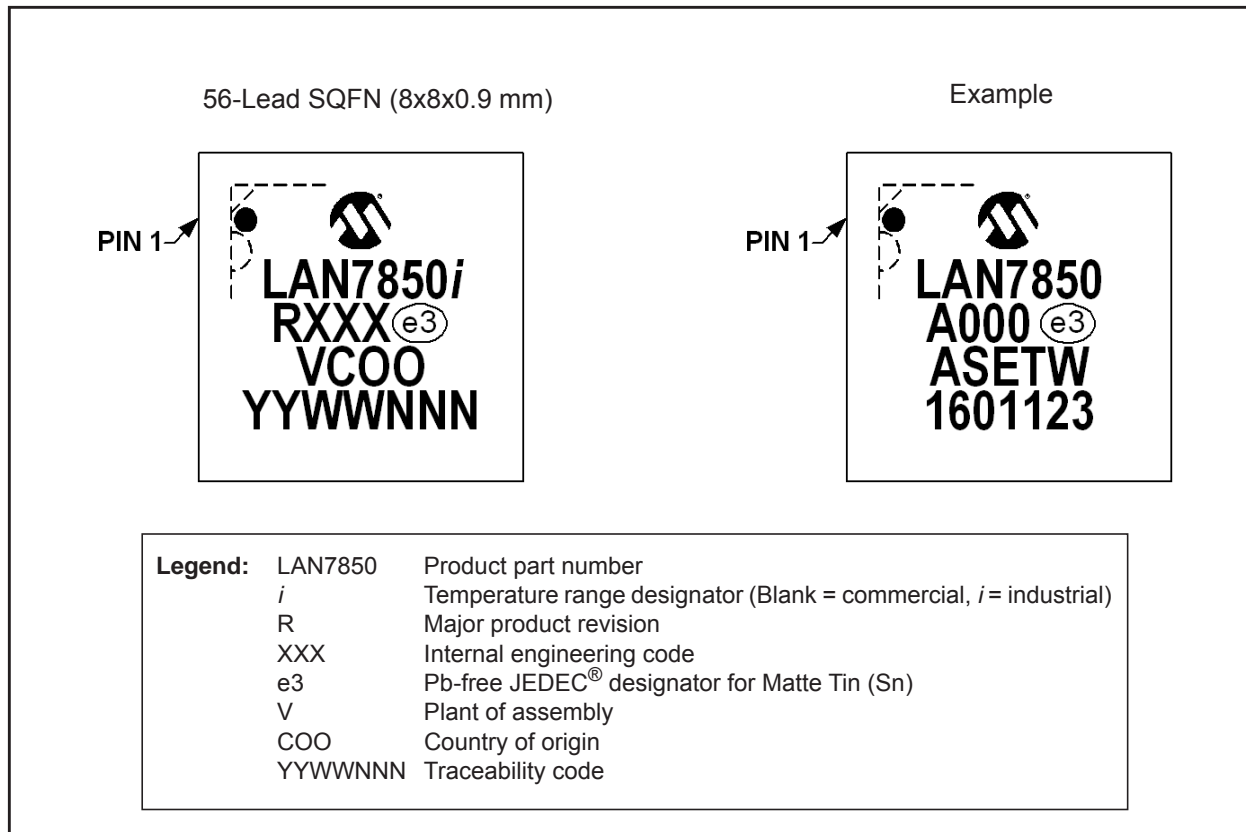 56-Lead SQFN (8x8x0.9 mm)
PIN 1
LAN7850i
RXXX e3
VCOO
YYWWNNN
Example
PIN 1
LAN7850
A000 e3
ASETW
1601123
Legend: LAN7850 Product part number
i Temperature range designator (Blank = commercial, i = industrial)
R Major product revision
XXX Internal engineering code
e3 Pb-free JEDEC® designator for Matte Tin (Sn)
V Plant of assembly
COO Country of origin
YYWWNNN Traceability code